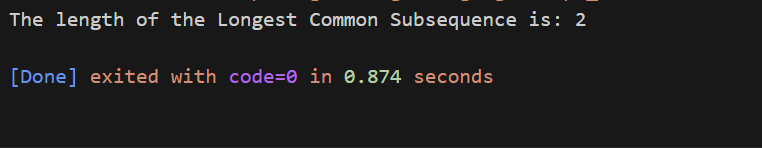 The length of the Longest Common Subsequence is: 2
[Done] exited with code=0 in 0.874 seconds